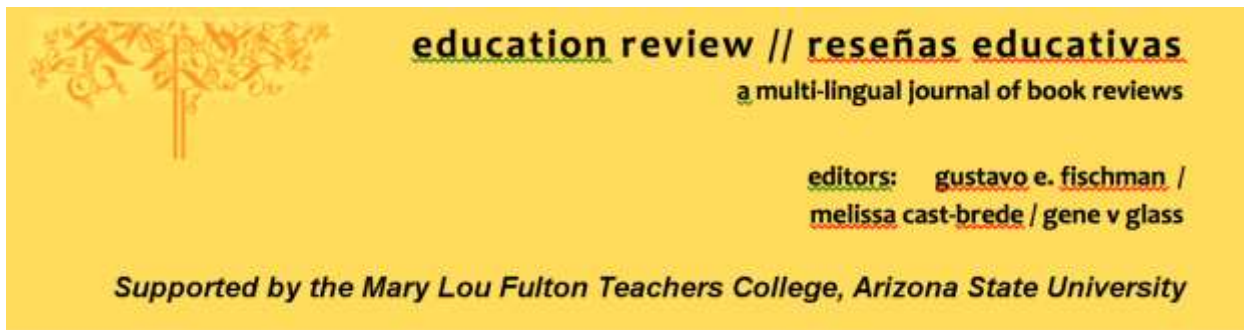 education review // reseñas educativas
a multi-lingual journal of book reviews
editors: gustavo e. fischman /
melissa cast-brede / gene v glass
Supported by the Mary Lou Fulton Teachers College, Arizona State University